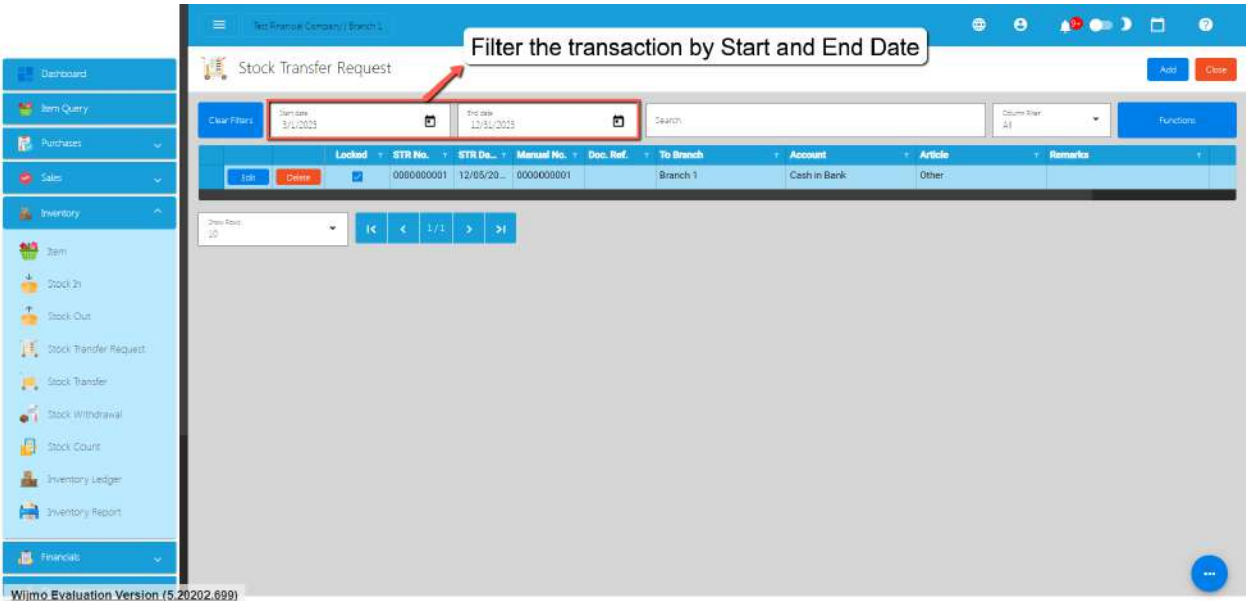 Test Financial Company / Branch 1
9+
Filter the transaction by Start and End Date
Stock Transfer Request
Add
Close
Dashboard
Item Query
Purchases
Sales
Inventory
Item
Stock In
Stock Out
Stock Transfer Request
Stock Transfer
Stock Withdrawal
Stock Count
Inventory Ledger
Inventory Report
Financials
Clear Filters
Start date
3/1/2023
End date
12/31/2023
Search
Column Filter
All
Functions
Locked STR No. STR Da... Manual No. Doc. Ref. To Branch Account Article Remarks
Edit Delete 0000000001 12/05/20... 0000000001 Branch 1 Cash in Bank Other
Show Rows
10
1/1
Wijmo Evaluation Version (5.20202.699)